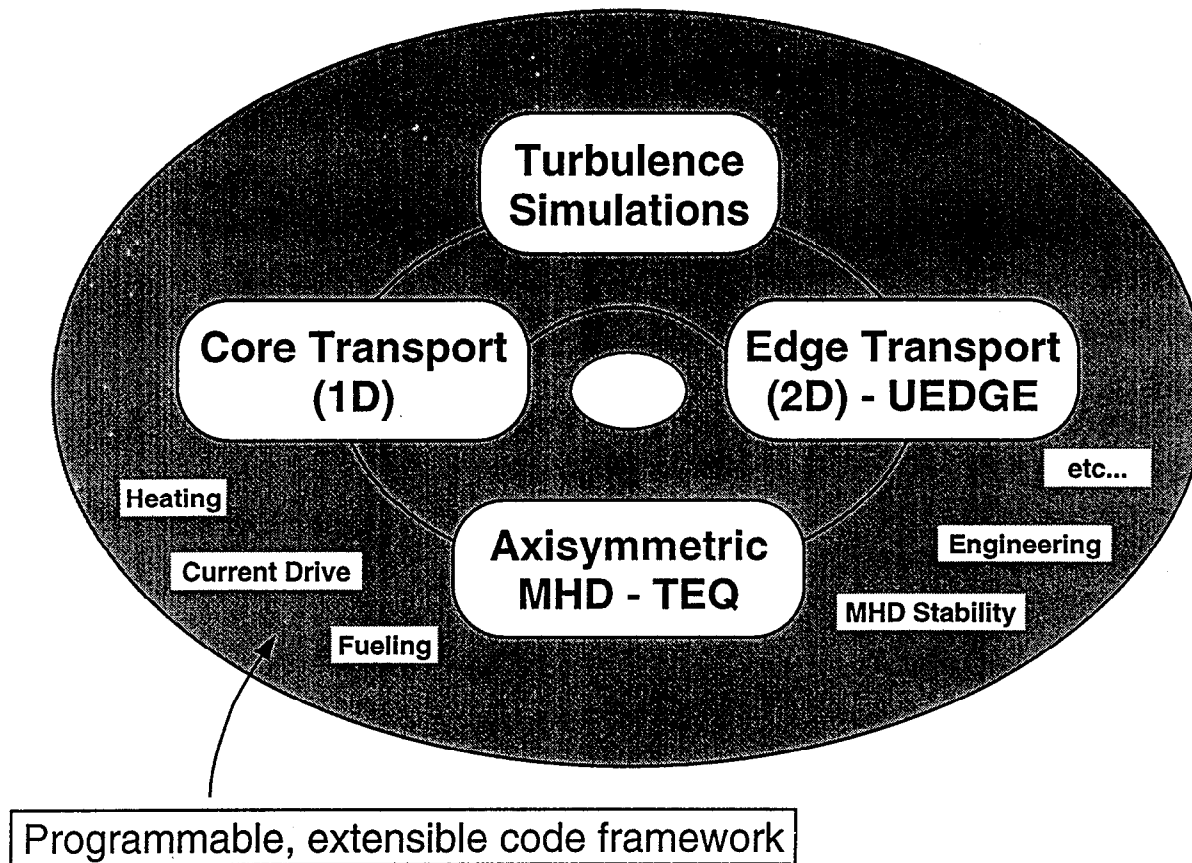 Turbulence
Simulations
Core Transport
(1D)
Edge Transport
(2D) - UEDGE
etc...
Heating
Axisymmetric
MHD - TEQ
Engineering
Current Drive
MHD Stability
Fueling
Programmable, extensible code framework